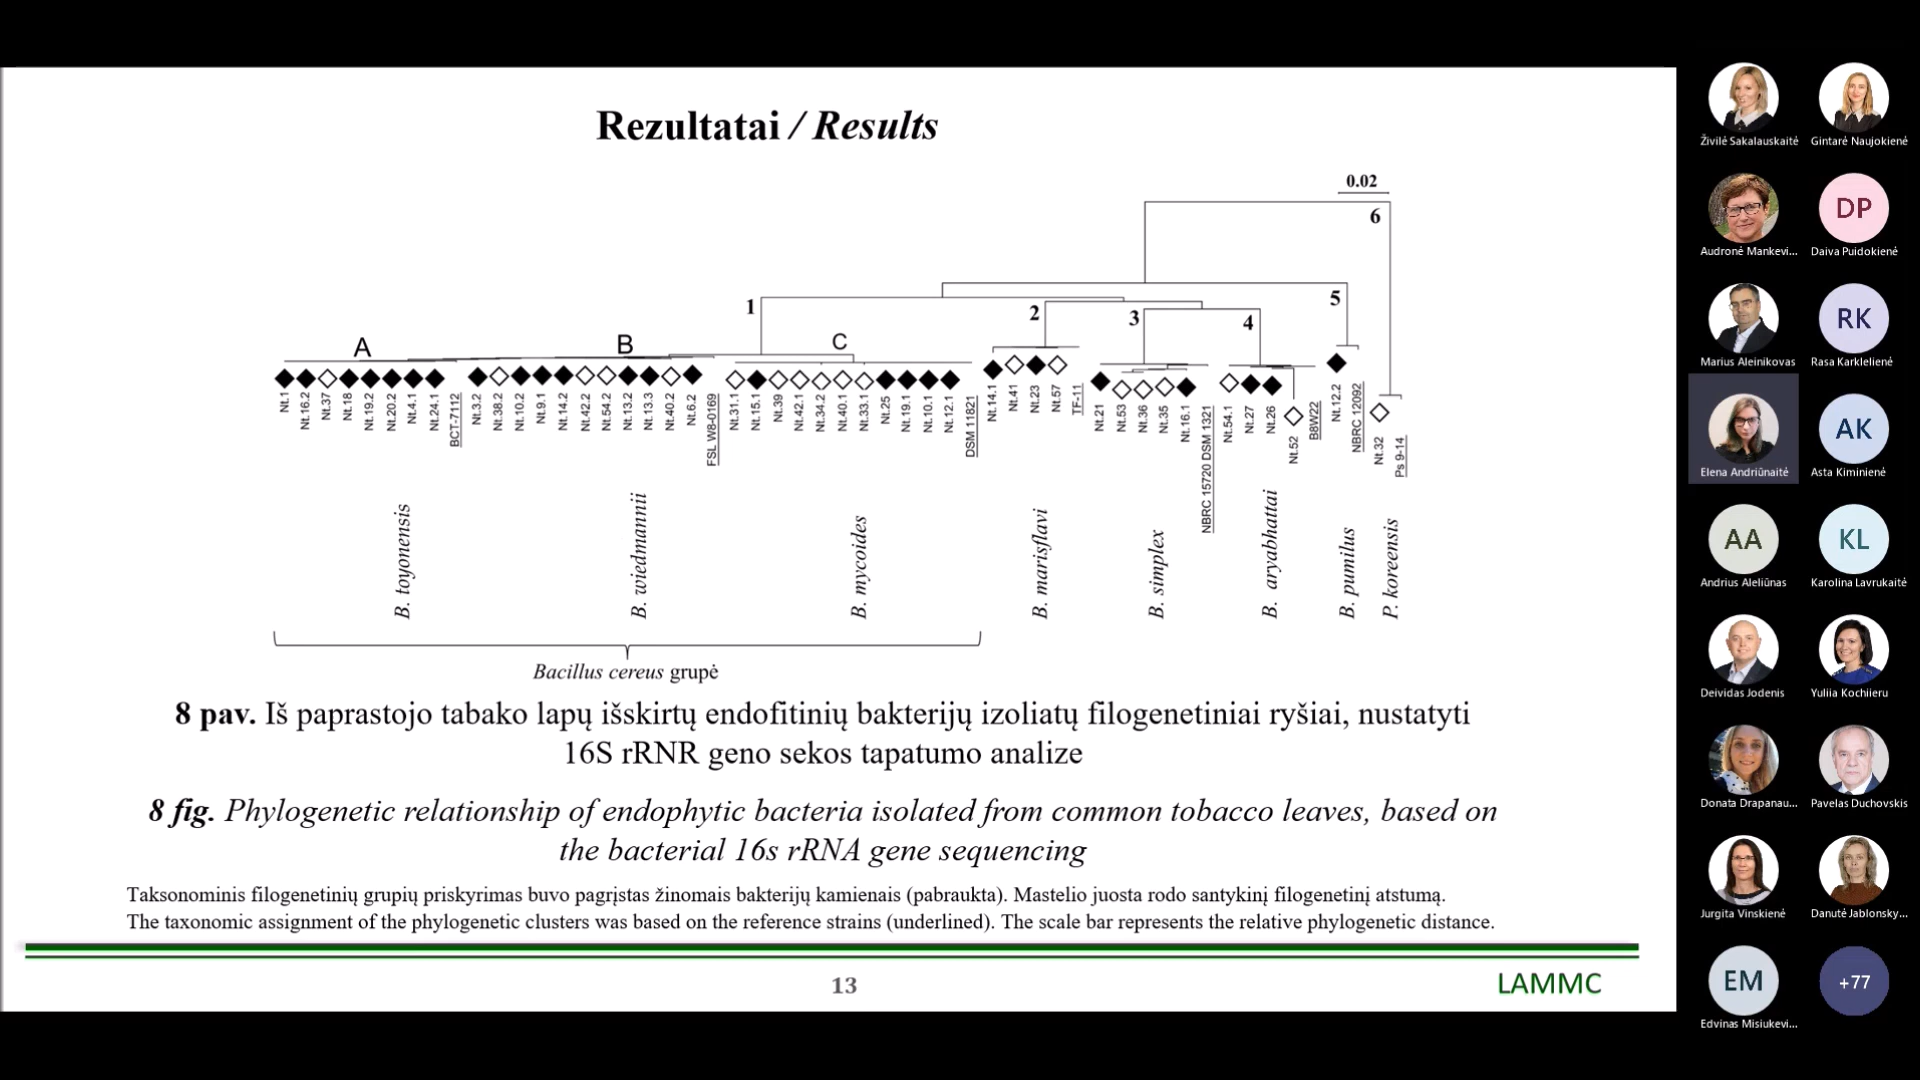 Rezultatai / Results
0.02
6
1
2
3
4
5
A
B
C
Nt.1
Nt.16.2
Nt.37
Nt.18
Nt.19.2
Nt.20.2
Nt.4.1
Nt.24.1
BCT-7112
Nt.3.2
Nt.38.2
Nt.10.2
Nt.9.1
Nt.14.2
Nt.42.2
Nt.54.2
Nt.13.2
Nt.13.3
Nt.40.2
Nt.6.2
FSL W8-0169
Nt.31.1
Nt.15.1
Nt.39
Nt.42.1
Nt.34.2
Nt.40.1
Nt.33.1
Nt.25
Nt.19.1
Nt.10.1
Nt.12.1
DSM 11821
Nt.14.1
Nt.41
Nt.23
Nt.57
TF-11
Nt.21
Nt.53
Nt.36
Nt.35
Nt.16.1
NBRC 15720 DSM 1321
Nt.54.1
Nt.27
Nt.26
Nt.52
B8W22
Nt.12.2
NBRC 12092
Nt.32
Ps 9-14
B. toyonensis
B. wiedmannii
B. mycoides
B. marisflavi
B. simplex
B. aryabhattai
B. pumilus
P. koreensis
Bacillus cereus grupė
8 pav. Iš paprastojo tabako lapų išskirtų endofitinių bakterijų izoliatų filogenetiniai ryšiai, nustatyti
16S rRNR geno sekos tapatumo analize
8 fig. Phylogenetic relationship of endophytic bacteria isolated from common tobacco leaves, based on
the bacterial 16s rRNA gene sequencing
Taksonominis filogenetinių grupių priskyrimas buvo pagrįstas žinomais bakterijų kamienais (pabraukta). Mastelio juosta rodo santykinį filogenetinį atstumą.
The taxonomic assignment of the phylogenetic clusters was based on the reference strains (underlined). The scale bar represents the relative phylogenetic distance.
13
LAMMC
Živilė Sakalauskaitė
Gintarė Naujokienė
Audronė Mankevi...
DP
Daiva Puidokienė
Marius Aleinikovas
RK
Rasa Karklelienė
Elena Andriūnaitė
AK
Asta Kiminienė
AA
Andrius Aleliūnas
KL
Karolina Lavrukaitė
Deividas Jodenis
Yuliia Kochiieru
Donata Drapanau...
Pavelas Duchovskis
Jurgita Vinskienė
Danutė Jablonsky...
EM
Edvinas Misiukevi...
+77